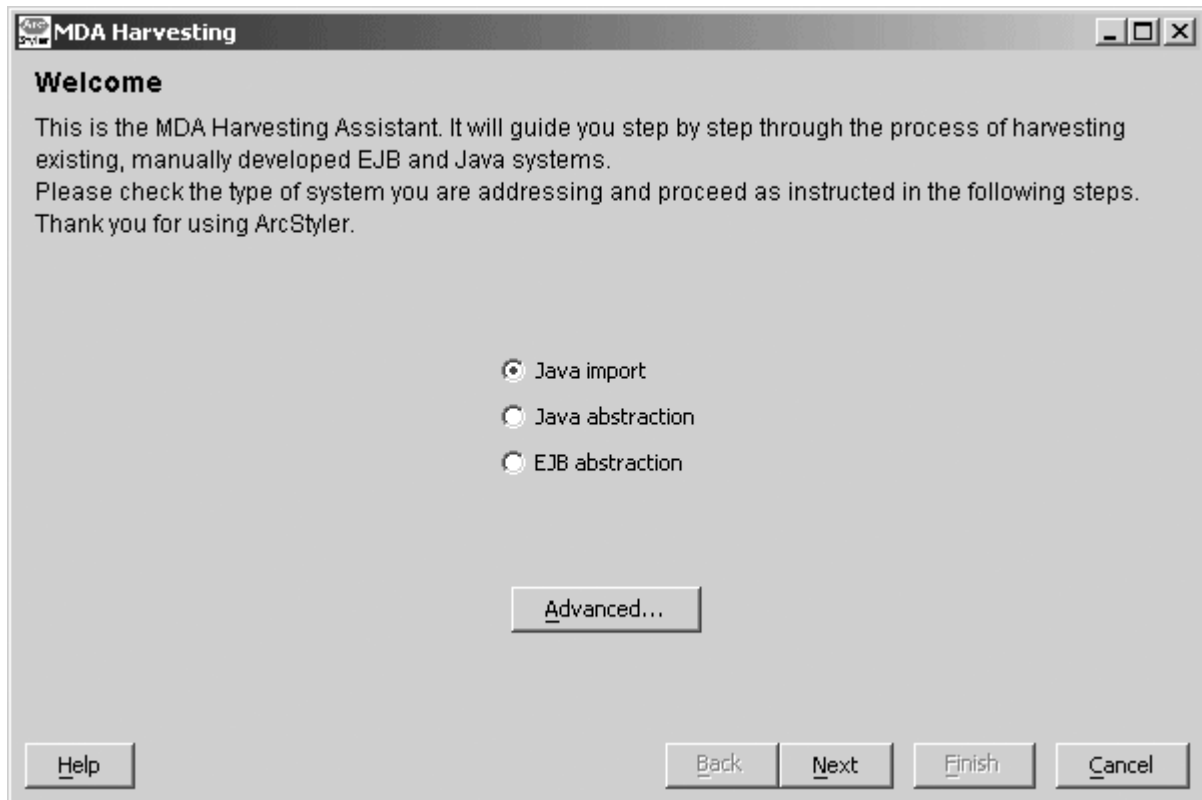 Arc
Styler
MDA Harvesting
Welcome
This is the MDA Harvesting Assistant. It will guide you step by step through the process of harvesting
existing, manually developed EJB and Java systems.
Please check the type of system you are addressing and proceed as instructed in the following steps.
Thank you for using ArcStyler.
Java import
Java abstraction
EJB abstraction
Advanced...
Help Back Next Finish Cancel